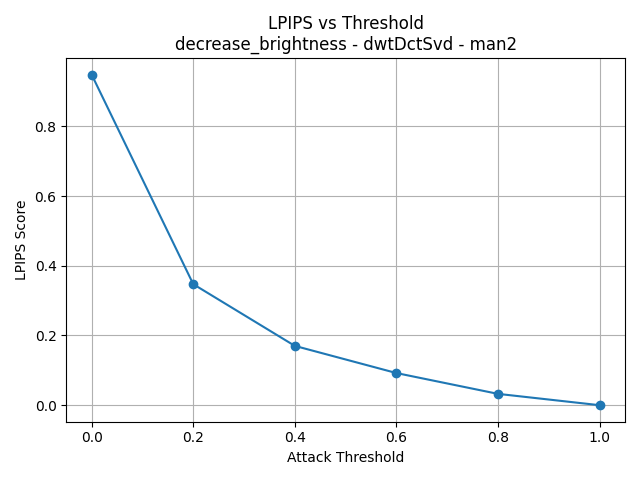 LPIPS vs Threshold
decrease_brightness - dwtDctSvd - man2
LPIPS Score
0.8
0.6
0.4
0.2
0.0
0.0 0.2 0.4 0.6 0.8 1.0
Attack Threshold